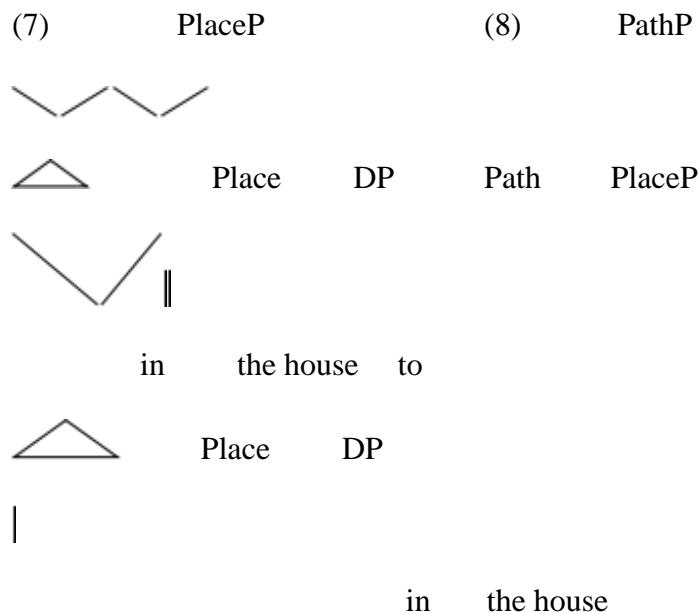 (7) PlaceP (8) PathP
Place DP Path PlaceP
in the house to
Place DP
in the house